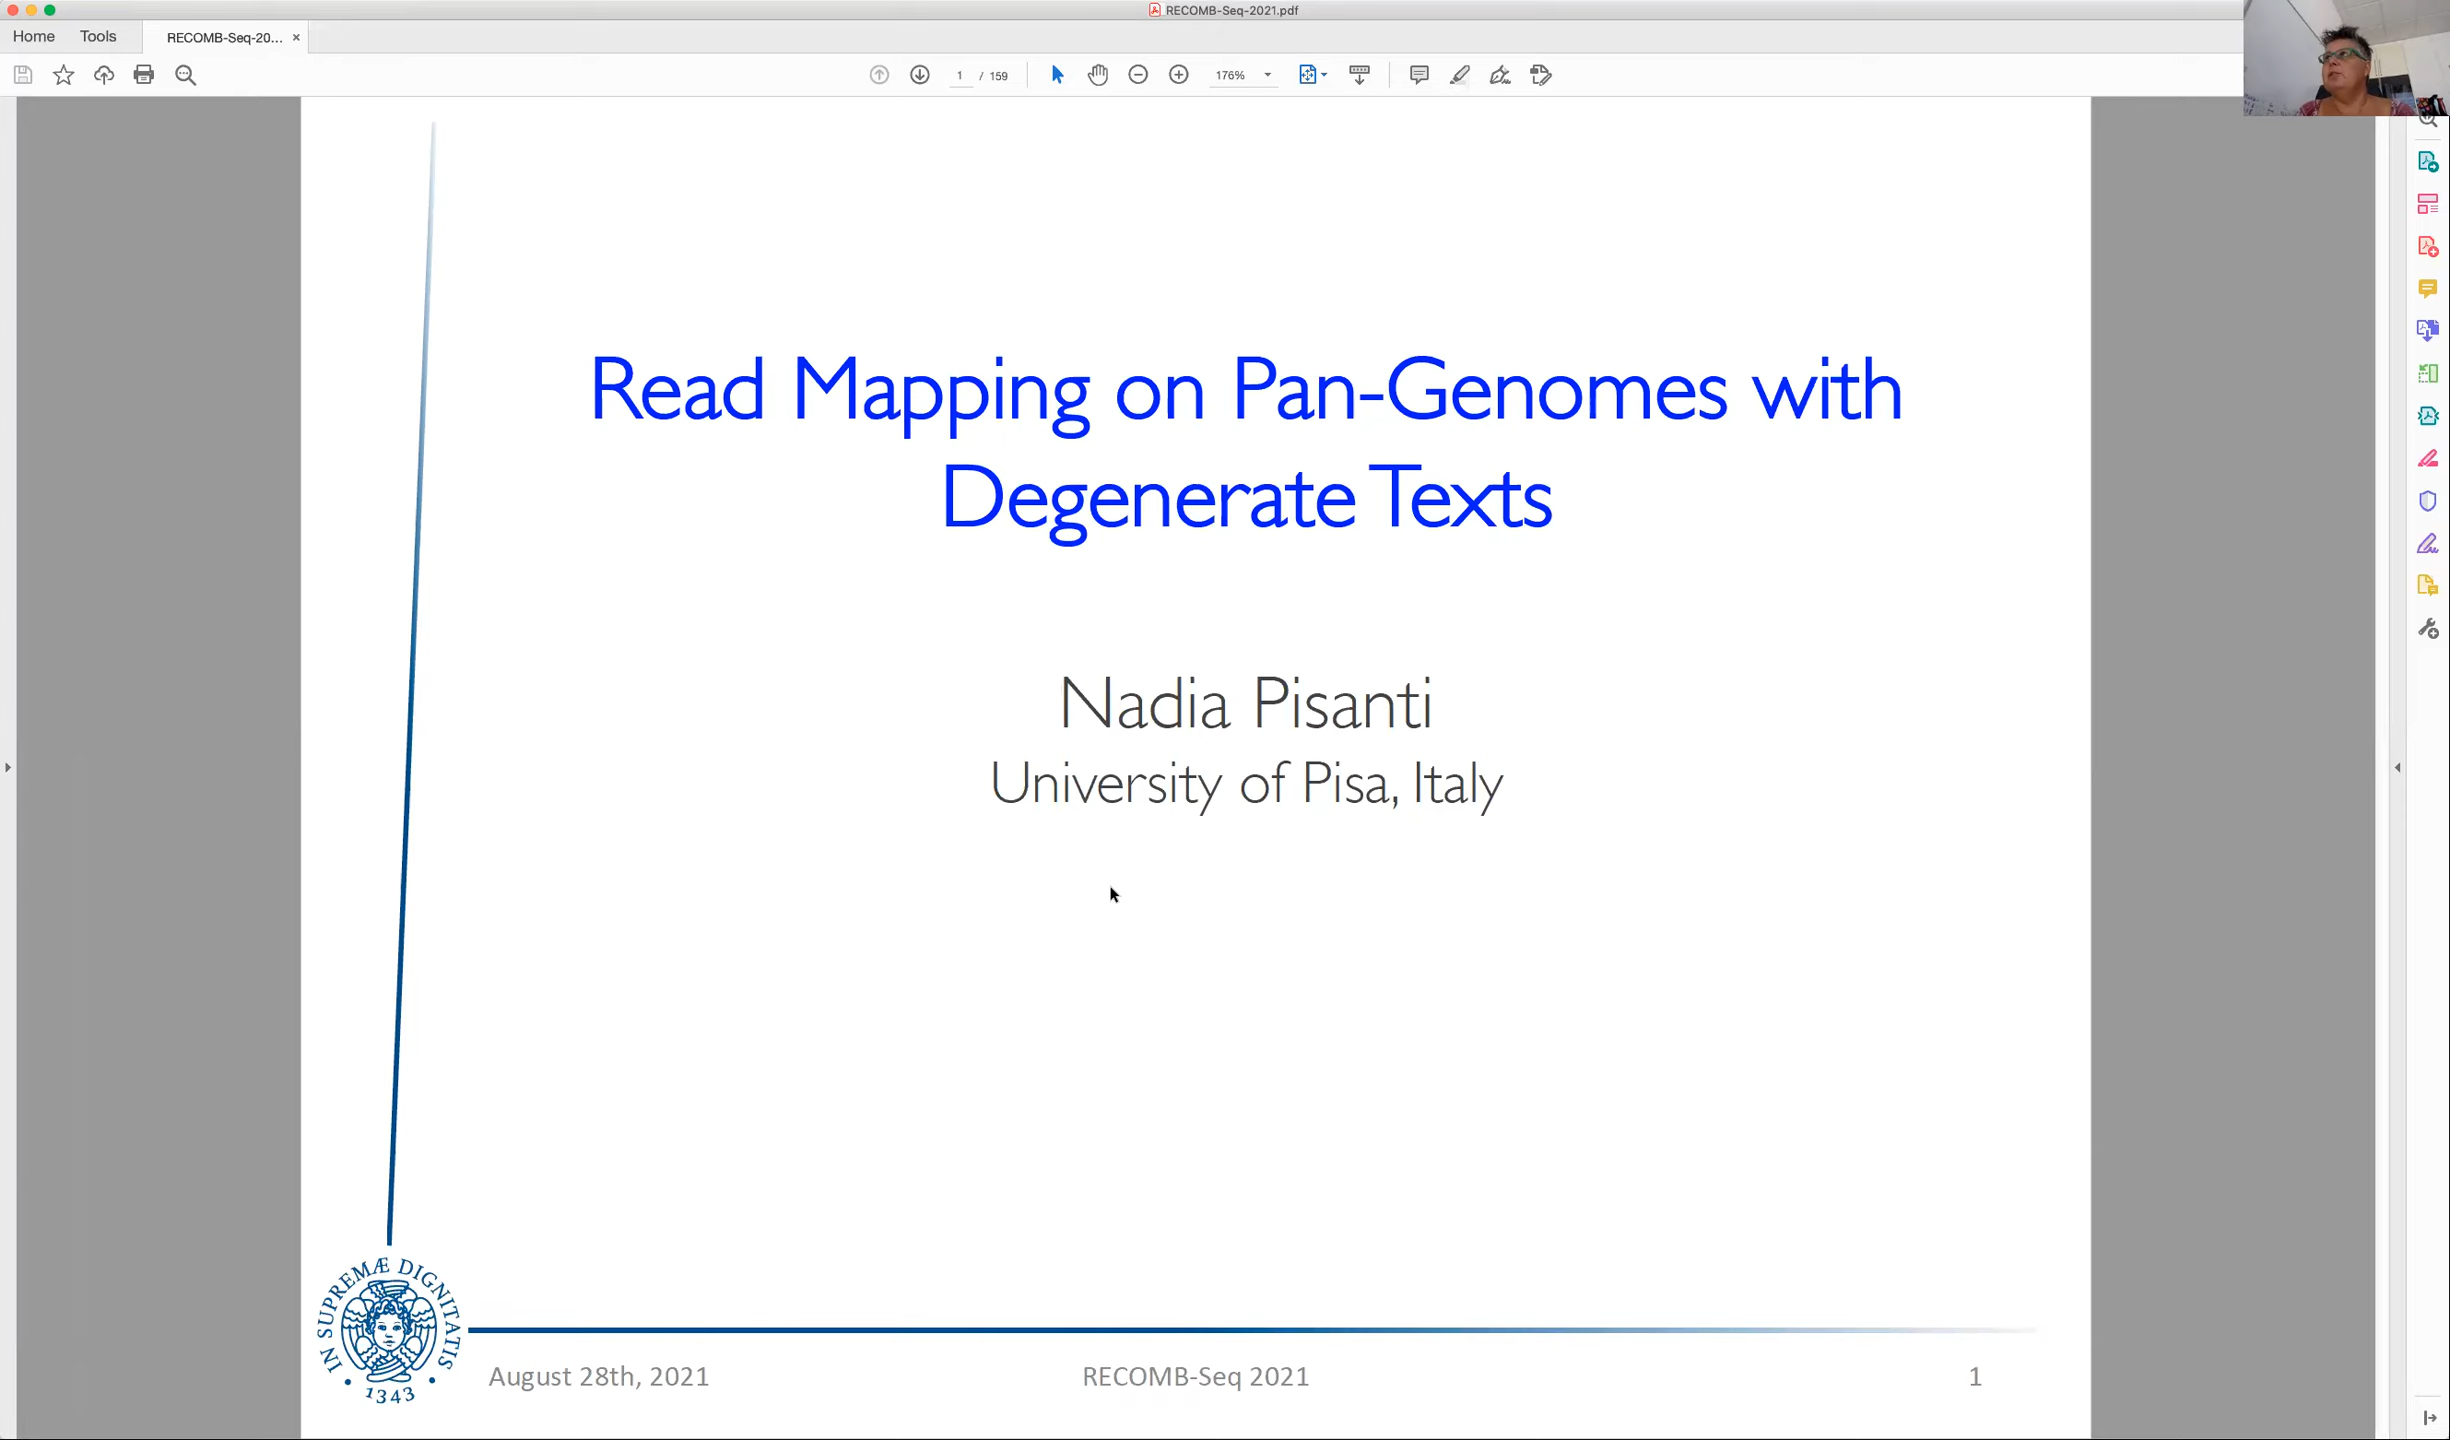 RECOMB-Seq-2021.pdf
Home Tools RECOMB-Seq-20... ×
1 / 159 176%
Read Mapping on Pan-Genomes with
Degenerate Texts
Nadia Pisanti
University of Pisa, Italy
IN SUPREMÆ DIGNITATIS
1343
August 28th, 2021 RECOMB-Seq 2021 1